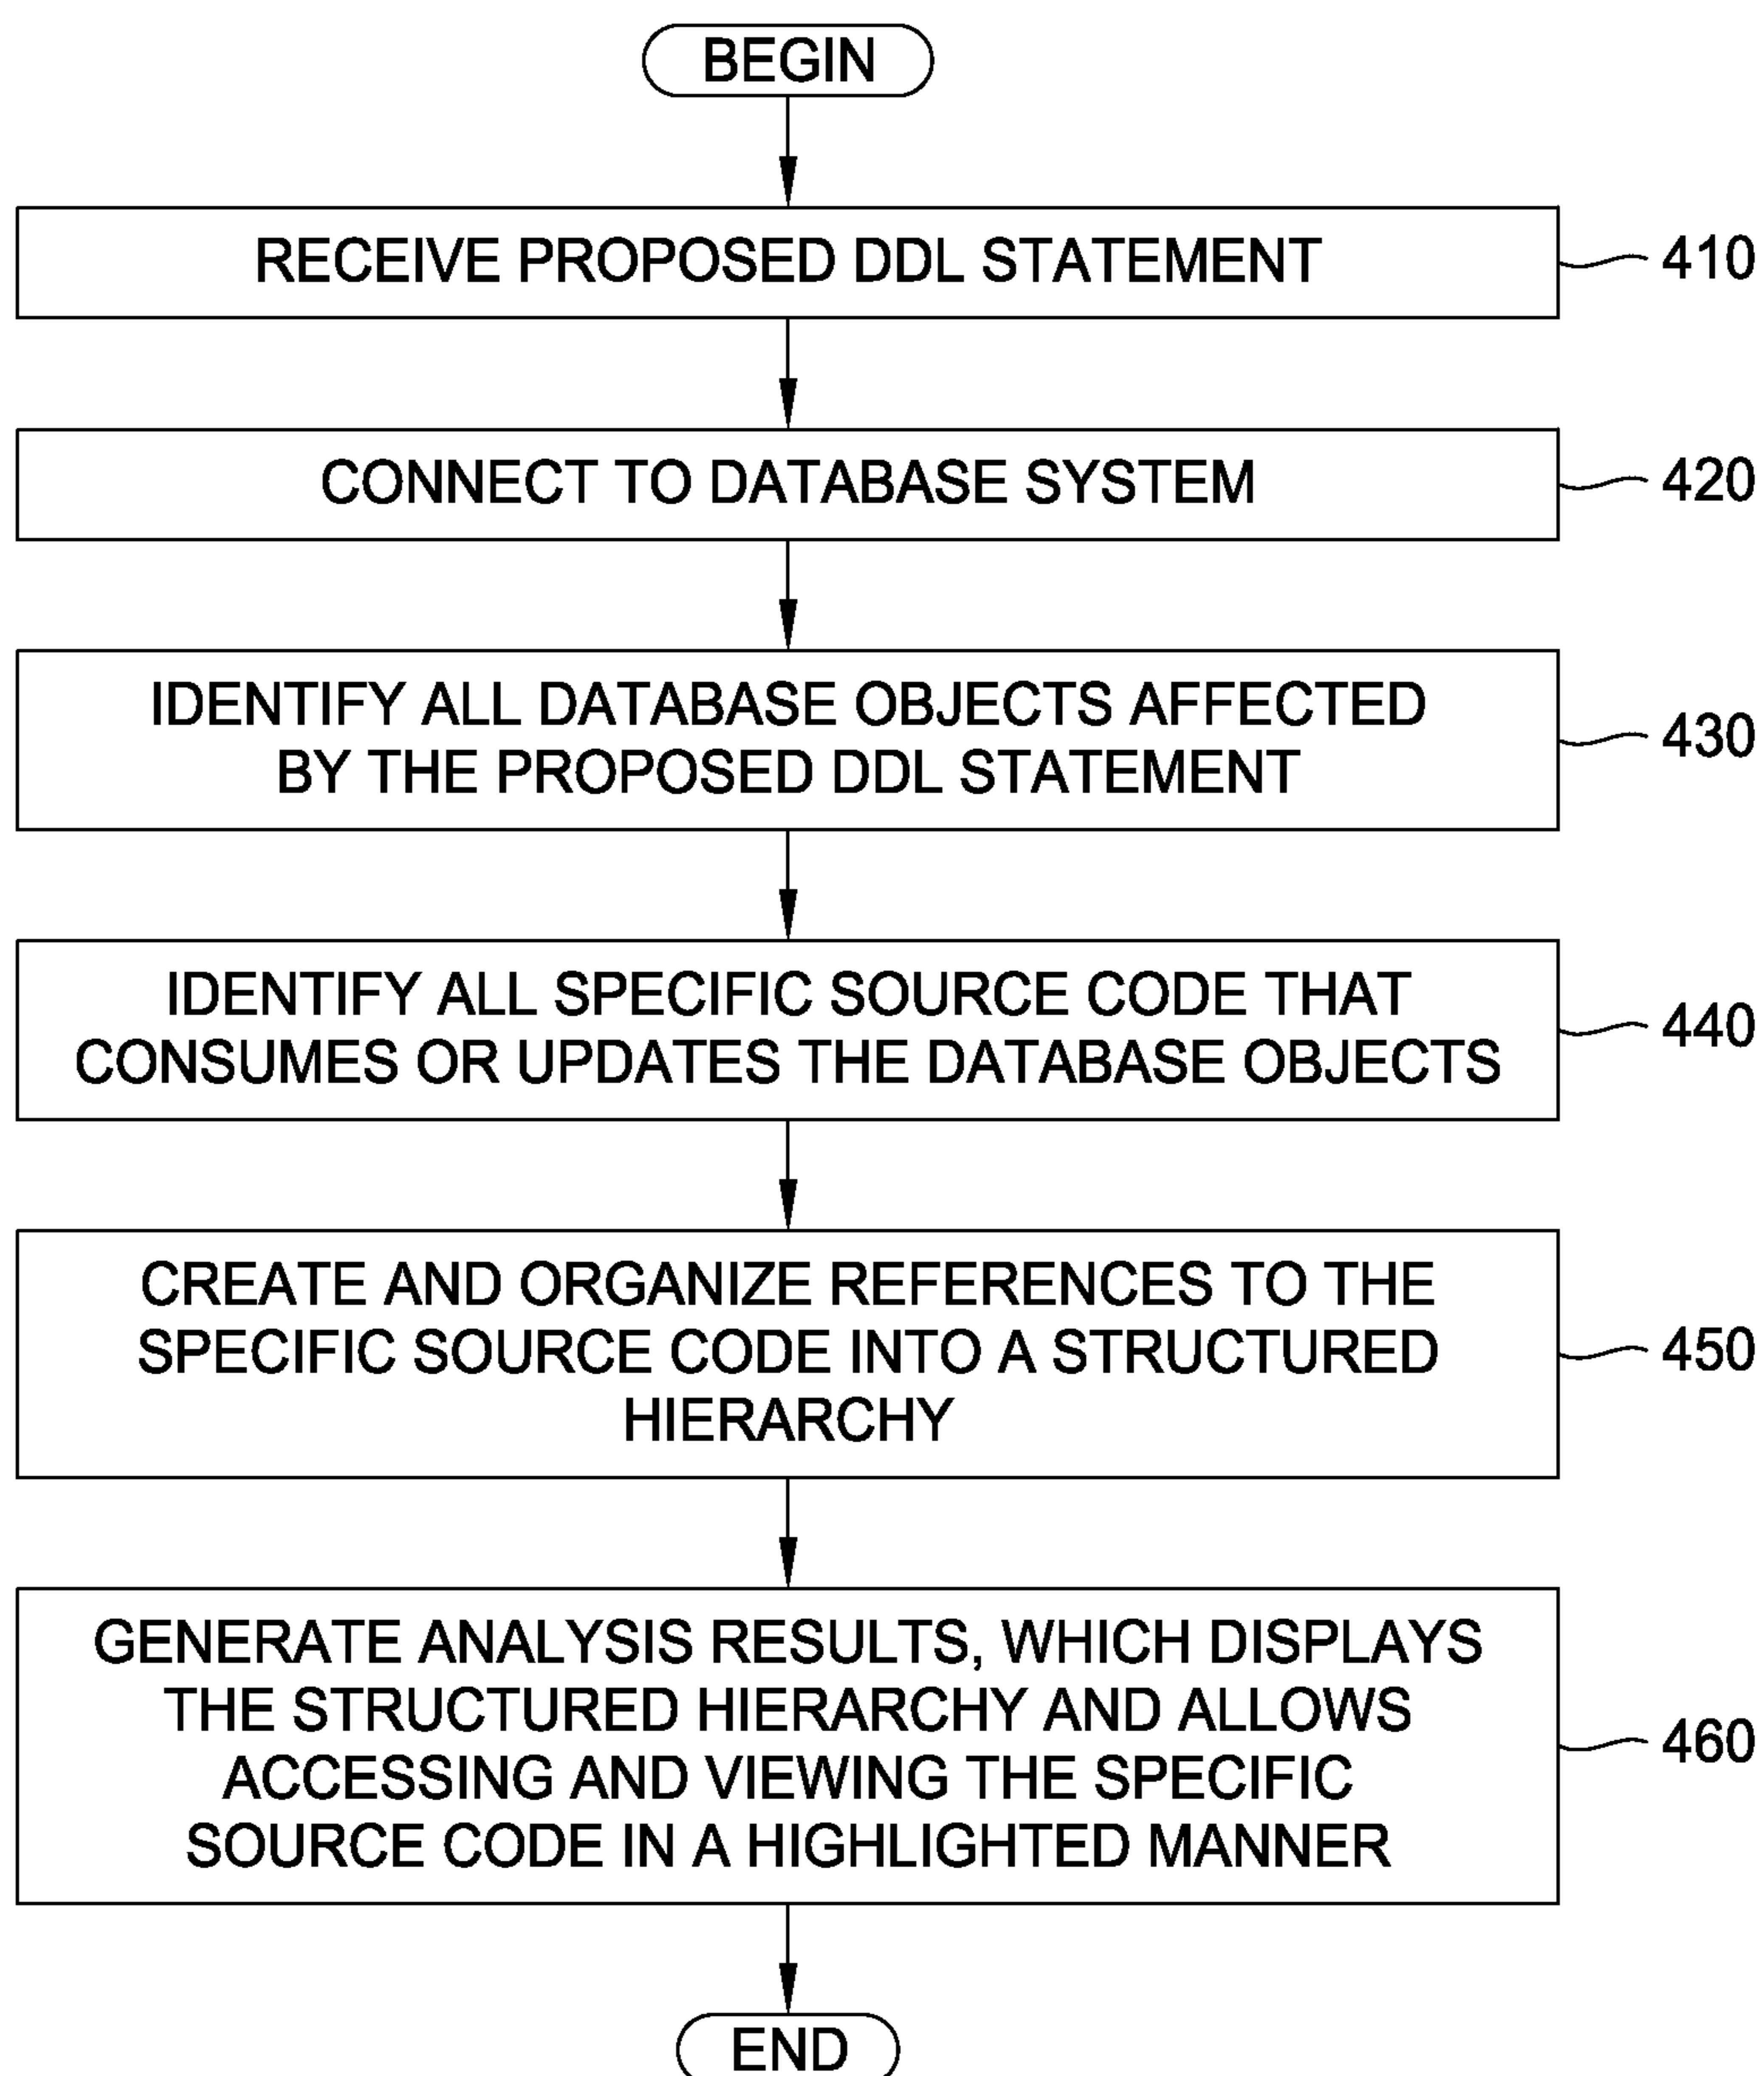 BEGIN
RECEIVE PROPOSED DDL STATEMENT
410
CONNECT TO DATABASE SYSTEM
420
IDENTIFY ALL DATABASE OBJECTS AFFECTED
BY THE PROPOSED DDL STATEMENT
430
IDENTIFY ALL SPECIFIC SOURCE CODE THAT
CONSUMES OR UPDATES THE DATABASE OBJECTS
440
CREATE AND ORGANIZE REFERENCES TO THE
SPECIFIC SOURCE CODE INTO A STRUCTURED
HIERARCHY
450
GENERATE ANALYSIS RESULTS, WHICH DISPLAYS
THE STRUCTURED HIERARCHY AND ALLOWS
ACCESSING AND VIEWING THE SPECIFIC
SOURCE CODE IN A HIGHLIGHTED MANNER
460
END